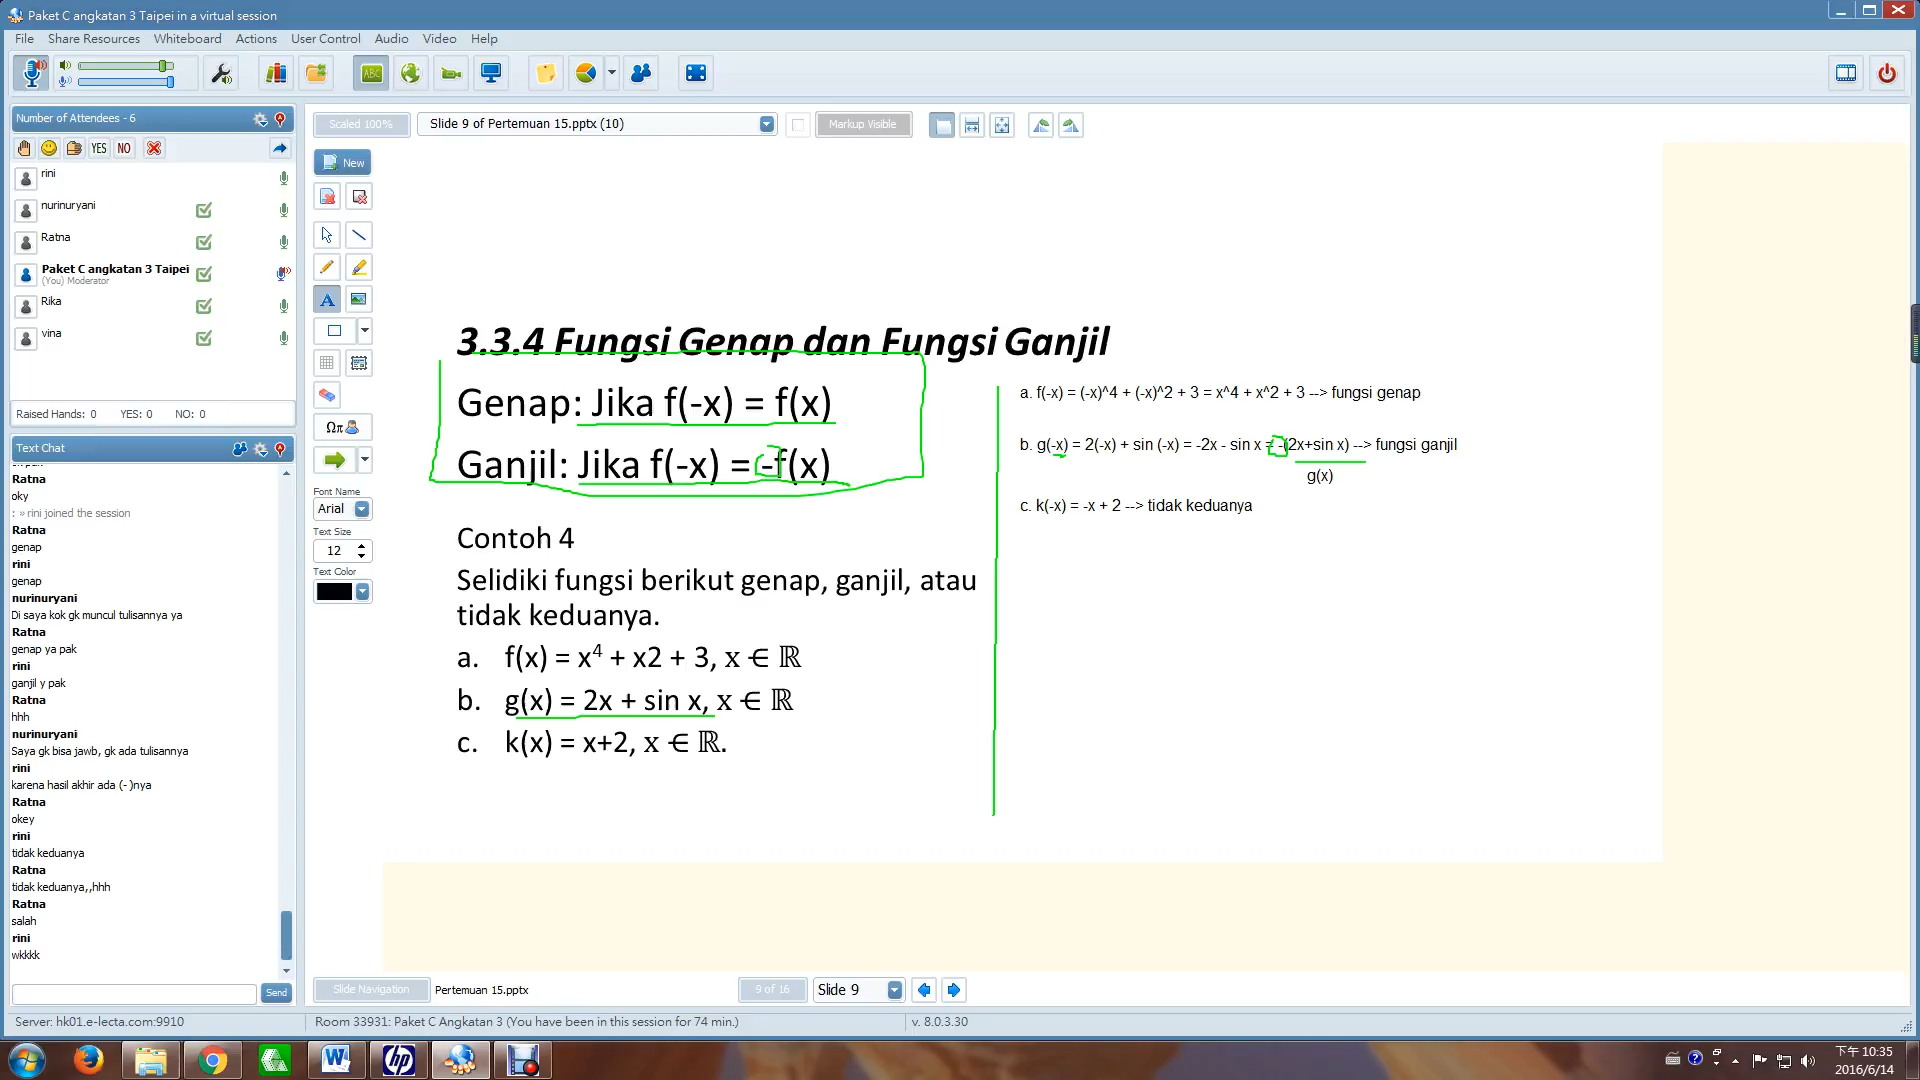 Paket C angkatan 3 Taipei in a virtual session
File Share Resources Whiteboard Actions User Control Audio Video Help
Number of Attendees - 6
YES NO
rini
nurinuryani
Ratna
Paket C angkatan 3 Taipei
(You) Moderator
Rika
vina
Raised Hands: 0 YES: 0 NO: 0
Text Chat
Ratna
oky
: » rini joined the session
Ratna
genap
rini
genap
nurinuryani
Di saya kok gk muncul tulisannya ya
Ratna
genap ya pak
rini
ganjil y pak
Ratna
hhh
nurinuryani
Saya gk bisa jawb, gk ada tulisannya
rini
karena hasil akhir ada (-)nya
Ratna
okey
rini
tidak keduanya
Ratna
tidak keduanya,,hhh
Ratna
salah
rini
wkkkk
Send
Scaled 100%
Slide 9 of Pertemuan 15.pptx (10)
Markup Visible
New
ABC
A
Ωπ
Font Name
Arial
Text Size
12
Text Color
3.3.4 Fungsi Genap dan Fungsi Ganjil
Genap: Jika f(-x) = f(x)
Ganjil: Jika f(-x) = -f(x)
Contoh 4
Selidiki fungsi berikut genap, ganjil, atau
tidak keduanya.
a. f(x) = x⁴ + x2 + 3, x ∈ ℝ
b. g(x) = 2x + sin x, x ∈ ℝ
c. k(x) = x+2, x ∈ ℝ.
a. f(-x) = (-x)^4 + (-x)^2 + 3 = x^4 + x^2 + 3 --> fungsi genap
b. g(-x) = 2(-x) + sin (-x) = -2x - sin x = -(2x+sin x) --> fungsi ganjil
g(x)
c. k(-x) = -x + 2 --> tidak keduanya
Slide Navigation
Pertemuan 15.pptx
9 of 16
Slide 9
Server: hk01.e-lecta.com:9910
Room 33931: Paket C Angkatan 3 (You have been in this session for 74 min.)
v. 8.0.3.30
W
hp
下午 10:35
2016/6/14